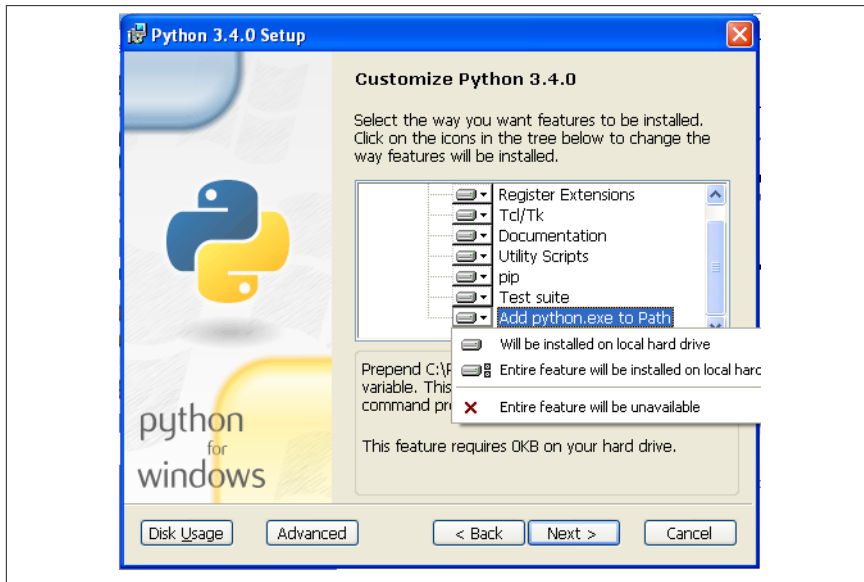 Python 3.4.0 Setup
Customize Python 3.4.0
Select the way you want features to be installed.
Click on the icons in the tree below to change the
way features will be installed.
Register Extensions
Tcl/Tk
Documentation
Utility Scripts
pip
Test suite
Add python.exe to Path
Will be installed on local hard drive
Entire feature will be installed on local hard
Entire feature will be unavailable
Prepend C:\
variable. This
command pr
This feature requires 0KB on your hard drive.
python
for
windows
Disk Usage
Advanced
< Back
Next >
Cancel